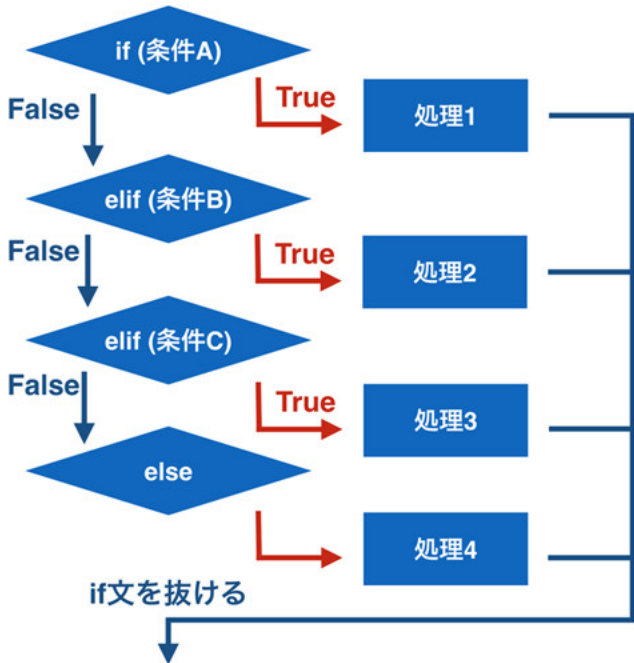 if (条件A)
False
True
処理1
elif (条件B)
False
True
処理2
elif (条件C)
False
True
処理3
else
処理4
if文を抜ける